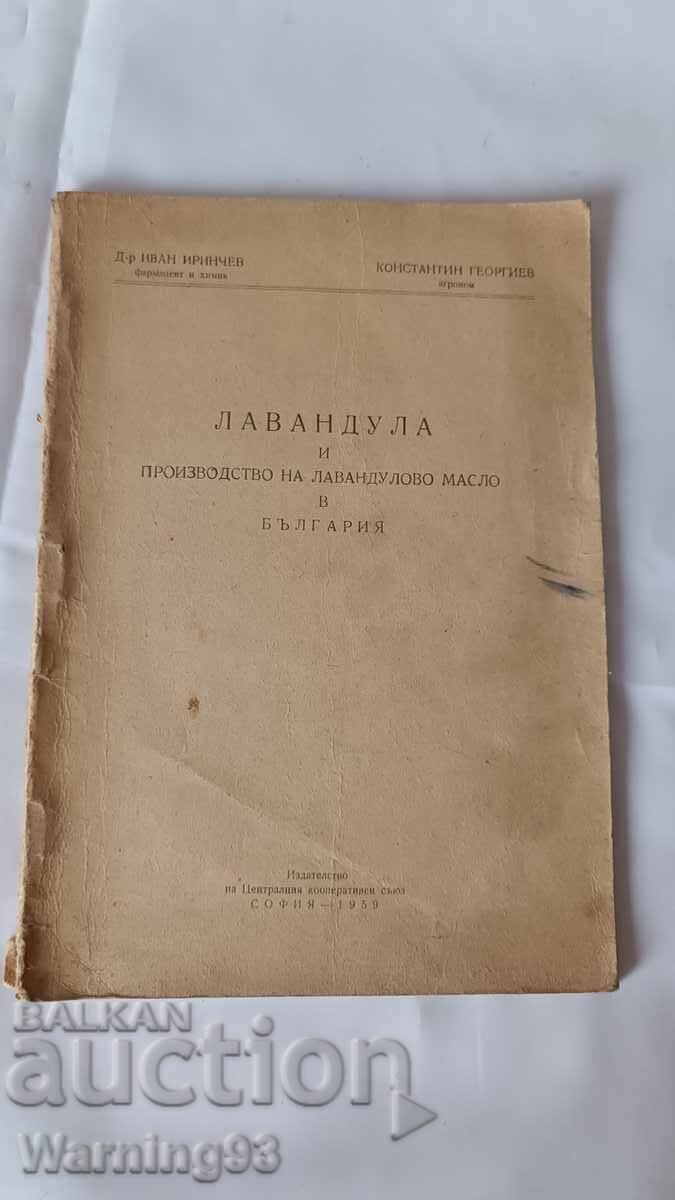 Д-р ИВАН ИРИНЧЕВ
фармацевт и химик
КОНСТАНТИН ГЕОРГИЕВ
агроном
ЛАВАНДУЛА
И
ПРОИЗВОДСТВО НА ЛАВАНДУЛОВО МАСЛО
В
БЪЛГАРИЯ
Издателство
на Централния кооперативен съюз
СОФИЯ — 1959
BALKAN
auction
Warning93